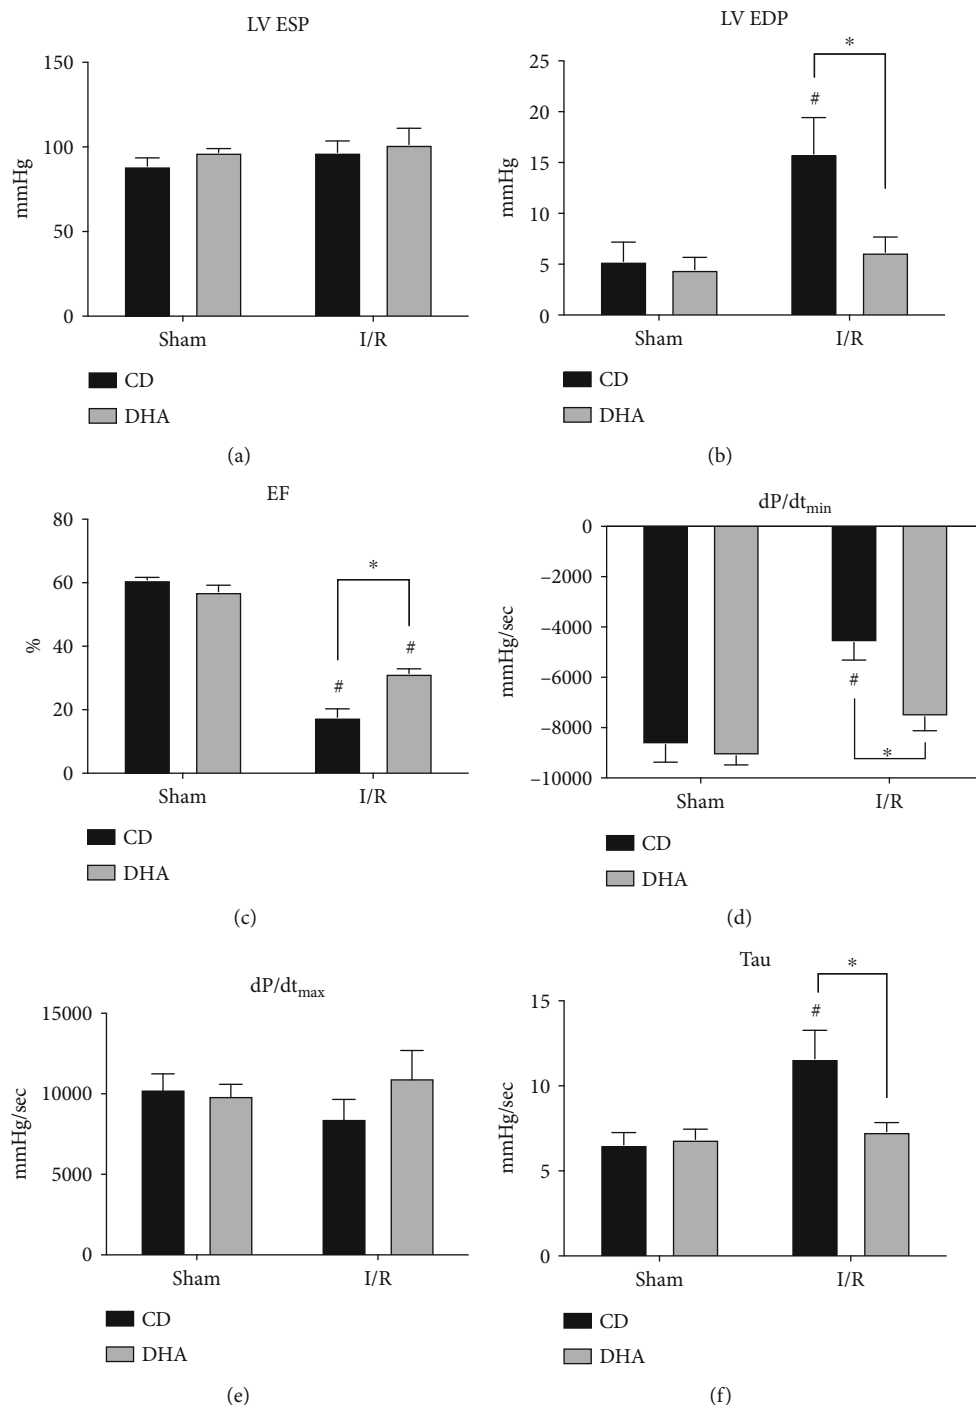 LV ESP
150
100
50
0
mmHg
Sham
I/R
CD
DHA
(a)
LV EDP
25
20
15
10
5
0
mmHg
#
*
Sham
I/R
CD
DHA
(b)
EF
80
60
40
20
0
%
*
#
#
Sham
I/R
CD
DHA
(c)
dP/dt_min
0
−2000
−4000
−6000
−8000
−10000
mmHg/sec
#
*
Sham
I/R
CD
DHA
(d)
dP/dt_max
15000
10000
5000
0
mmHg/sec
Sham
I/R
CD
DHA
(e)
Tau
15
10
5
0
mmHg/sec
#
*
Sham
I/R
CD
DHA
(f)